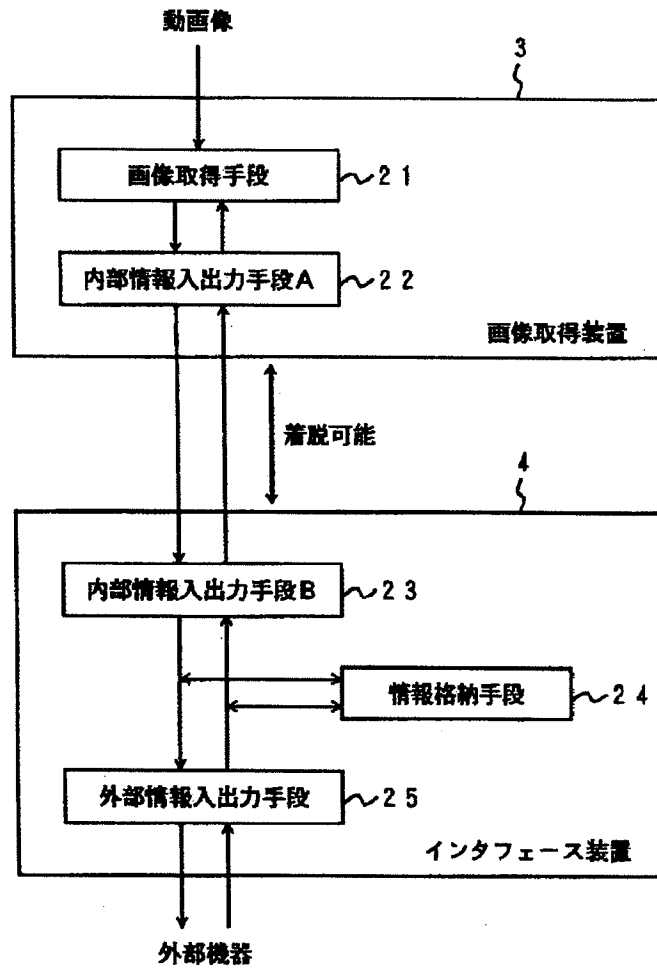 動画像
3
画像取得手段 21
内部情報入出力手段A 22
画像取得装置
着脱可能
4
内部情報入出力手段B 23
情報格納手段 24
外部情報入出力手段 25
インタフェース装置
外部機器